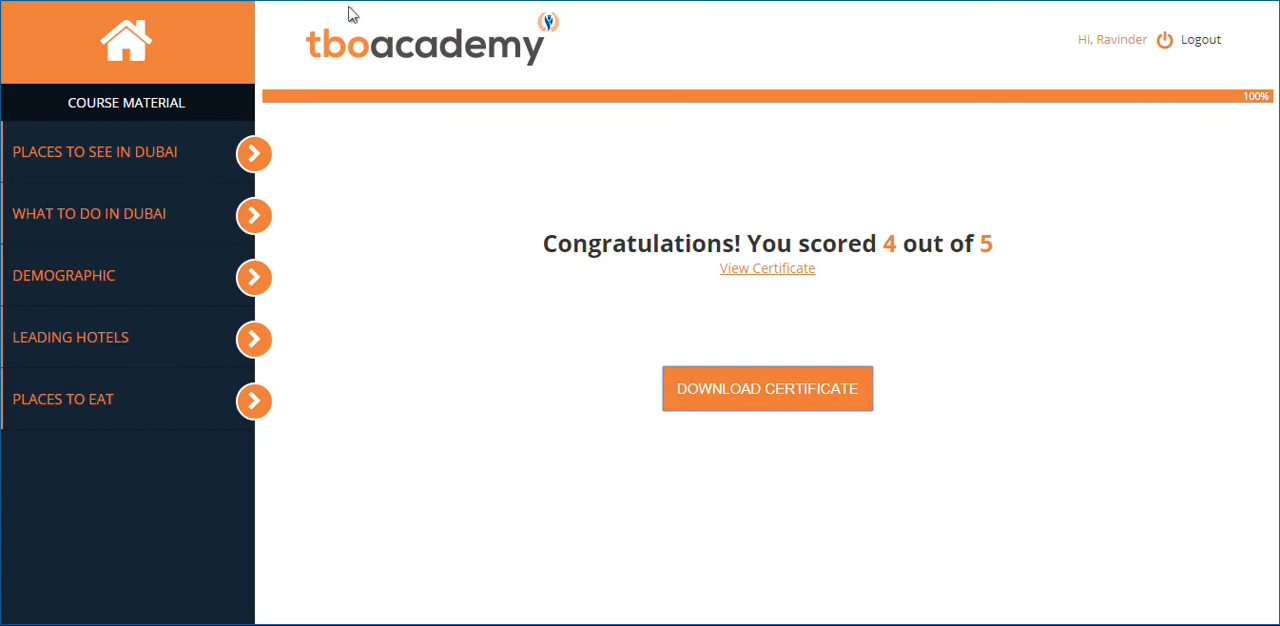 tboacademy
Hi, Ravinder Logout
100%
COURSE MATERIAL
PLACES TO SEE IN DUBAI
WHAT TO DO IN DUBAI
DEMOGRAPHIC
LEADING HOTELS
PLACES TO EAT
Congratulations! You scored 4 out of 5
View Certificate
DOWNLOAD CERTIFICATE